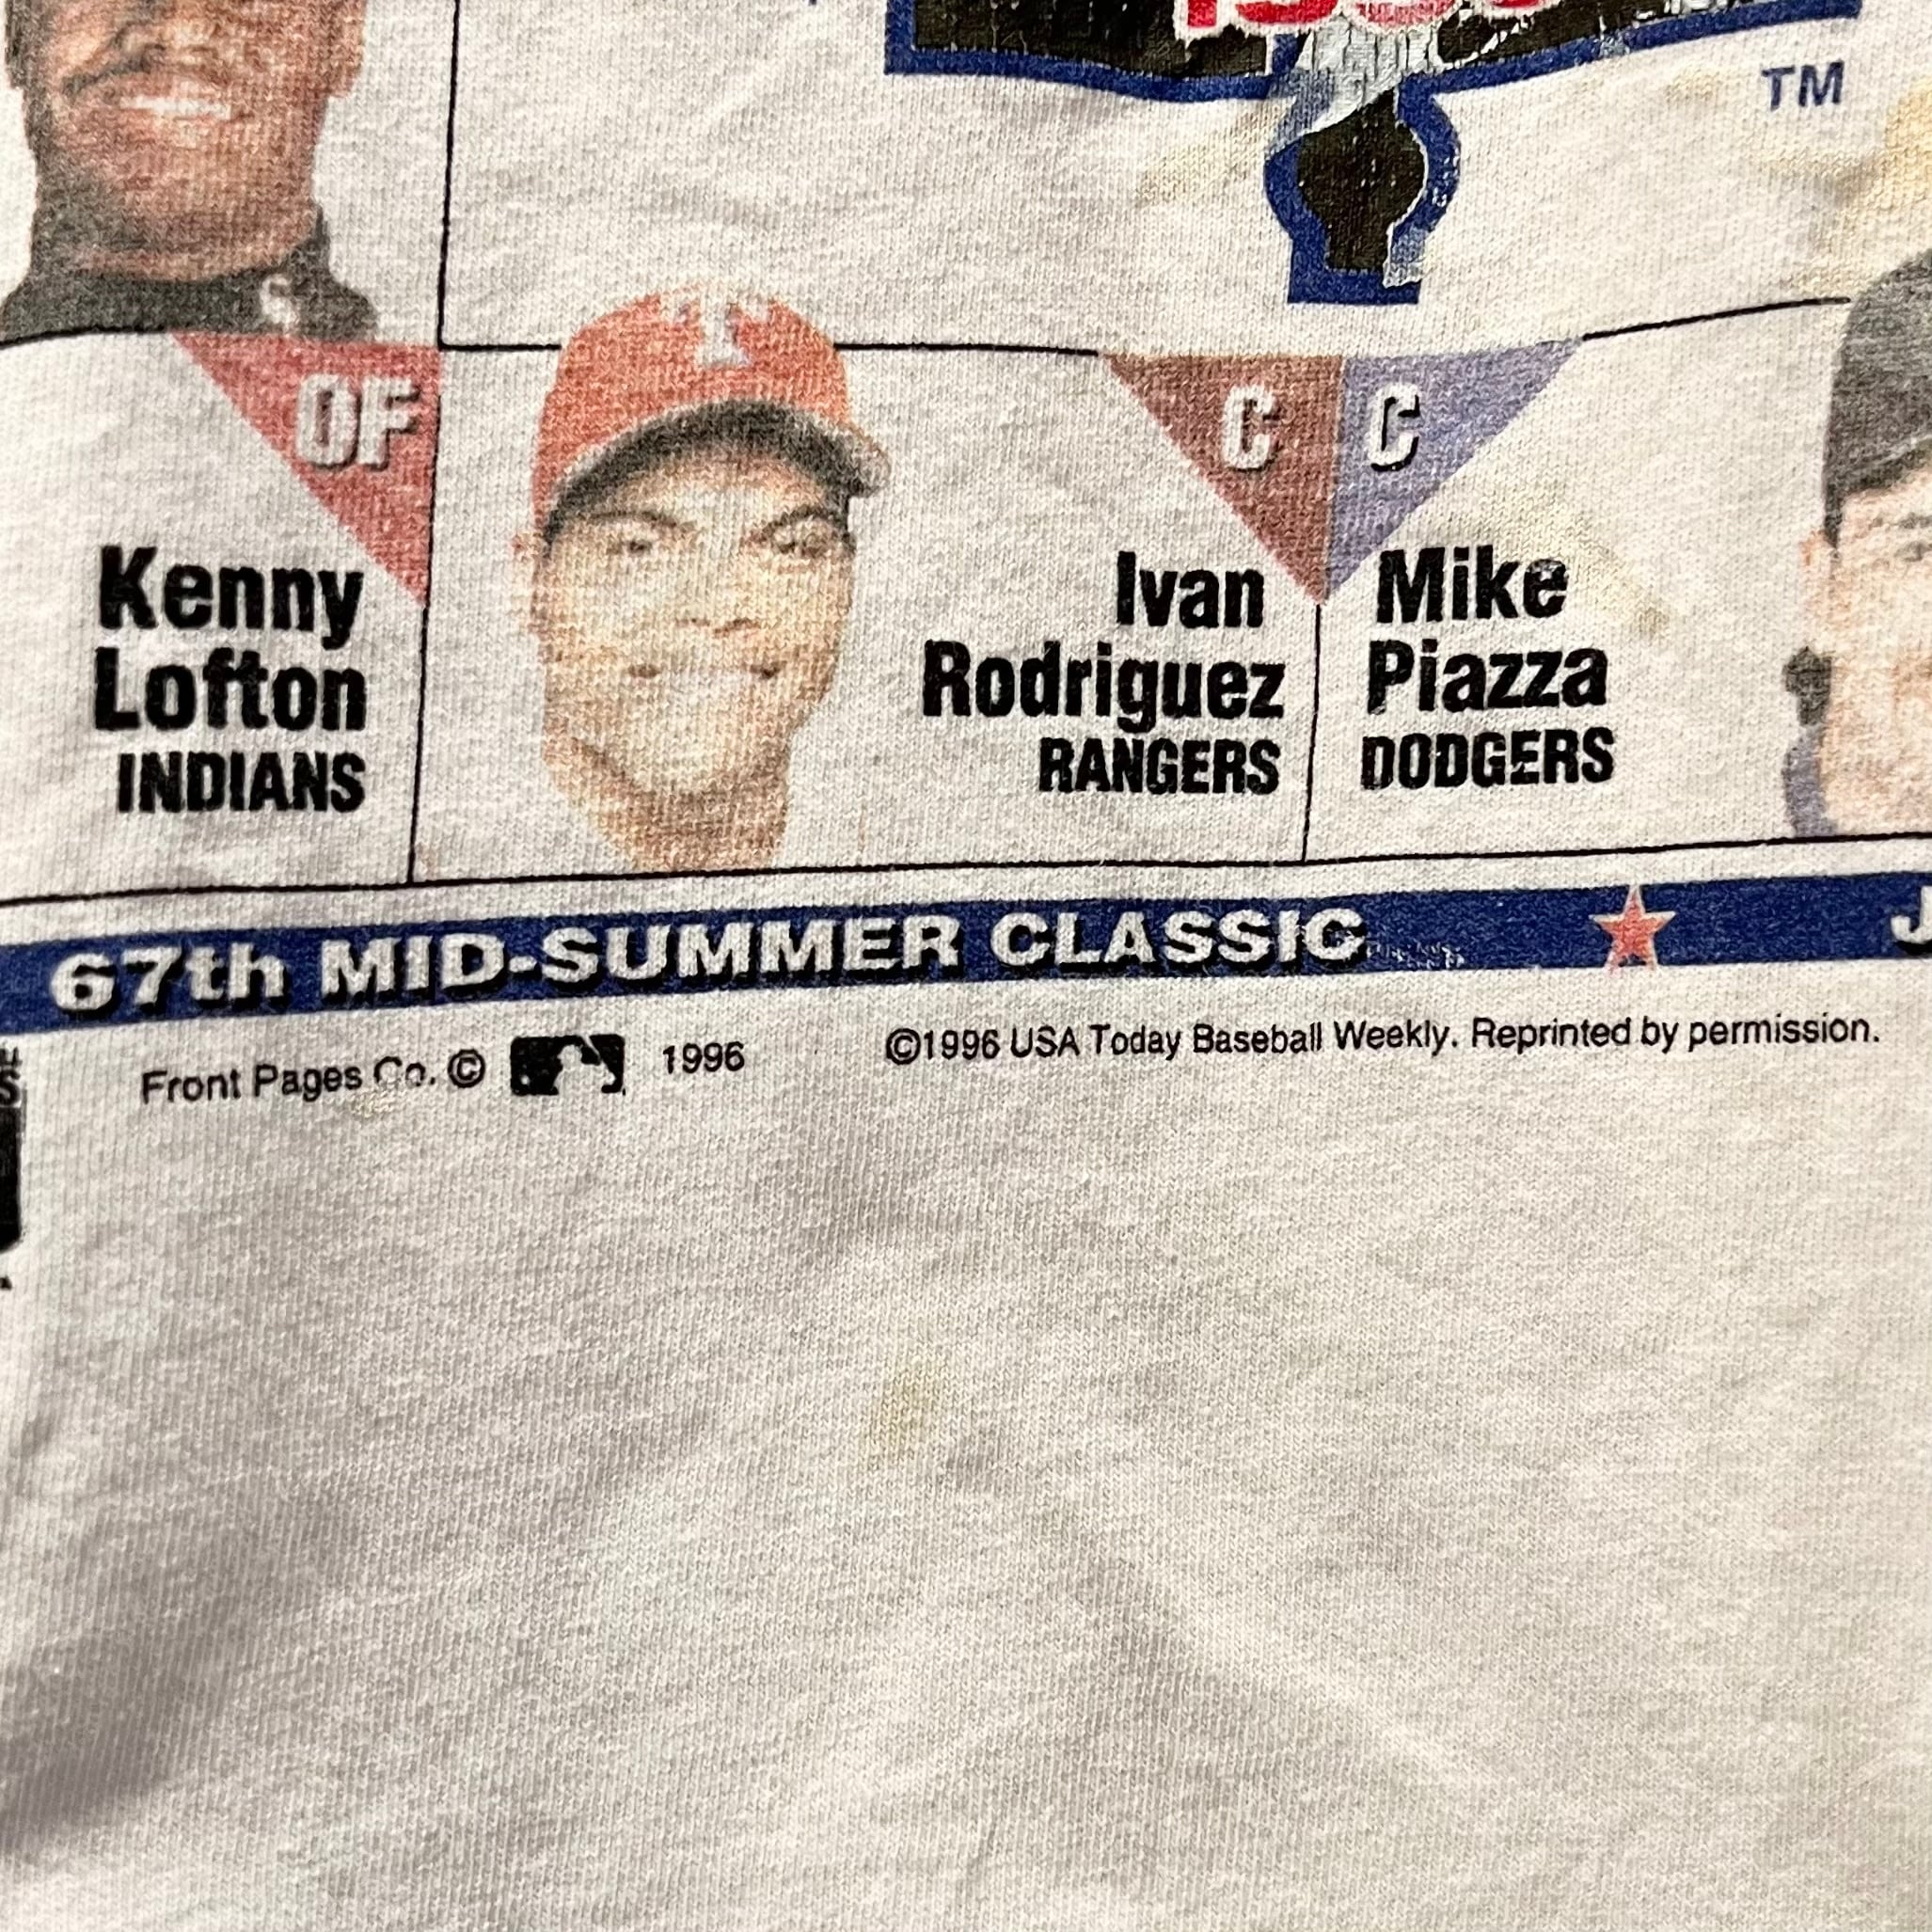 TM
OF
C
C
Kenny
Lofton
INDIANS
Ivan
Rodriguez
RANGERS
Mike
Piazza
DODGERS
67th MID-SUMMER CLASSIC
Front Pages Co. © 1996
©1996 USA Today Baseball Weekly. Reprinted by permission.